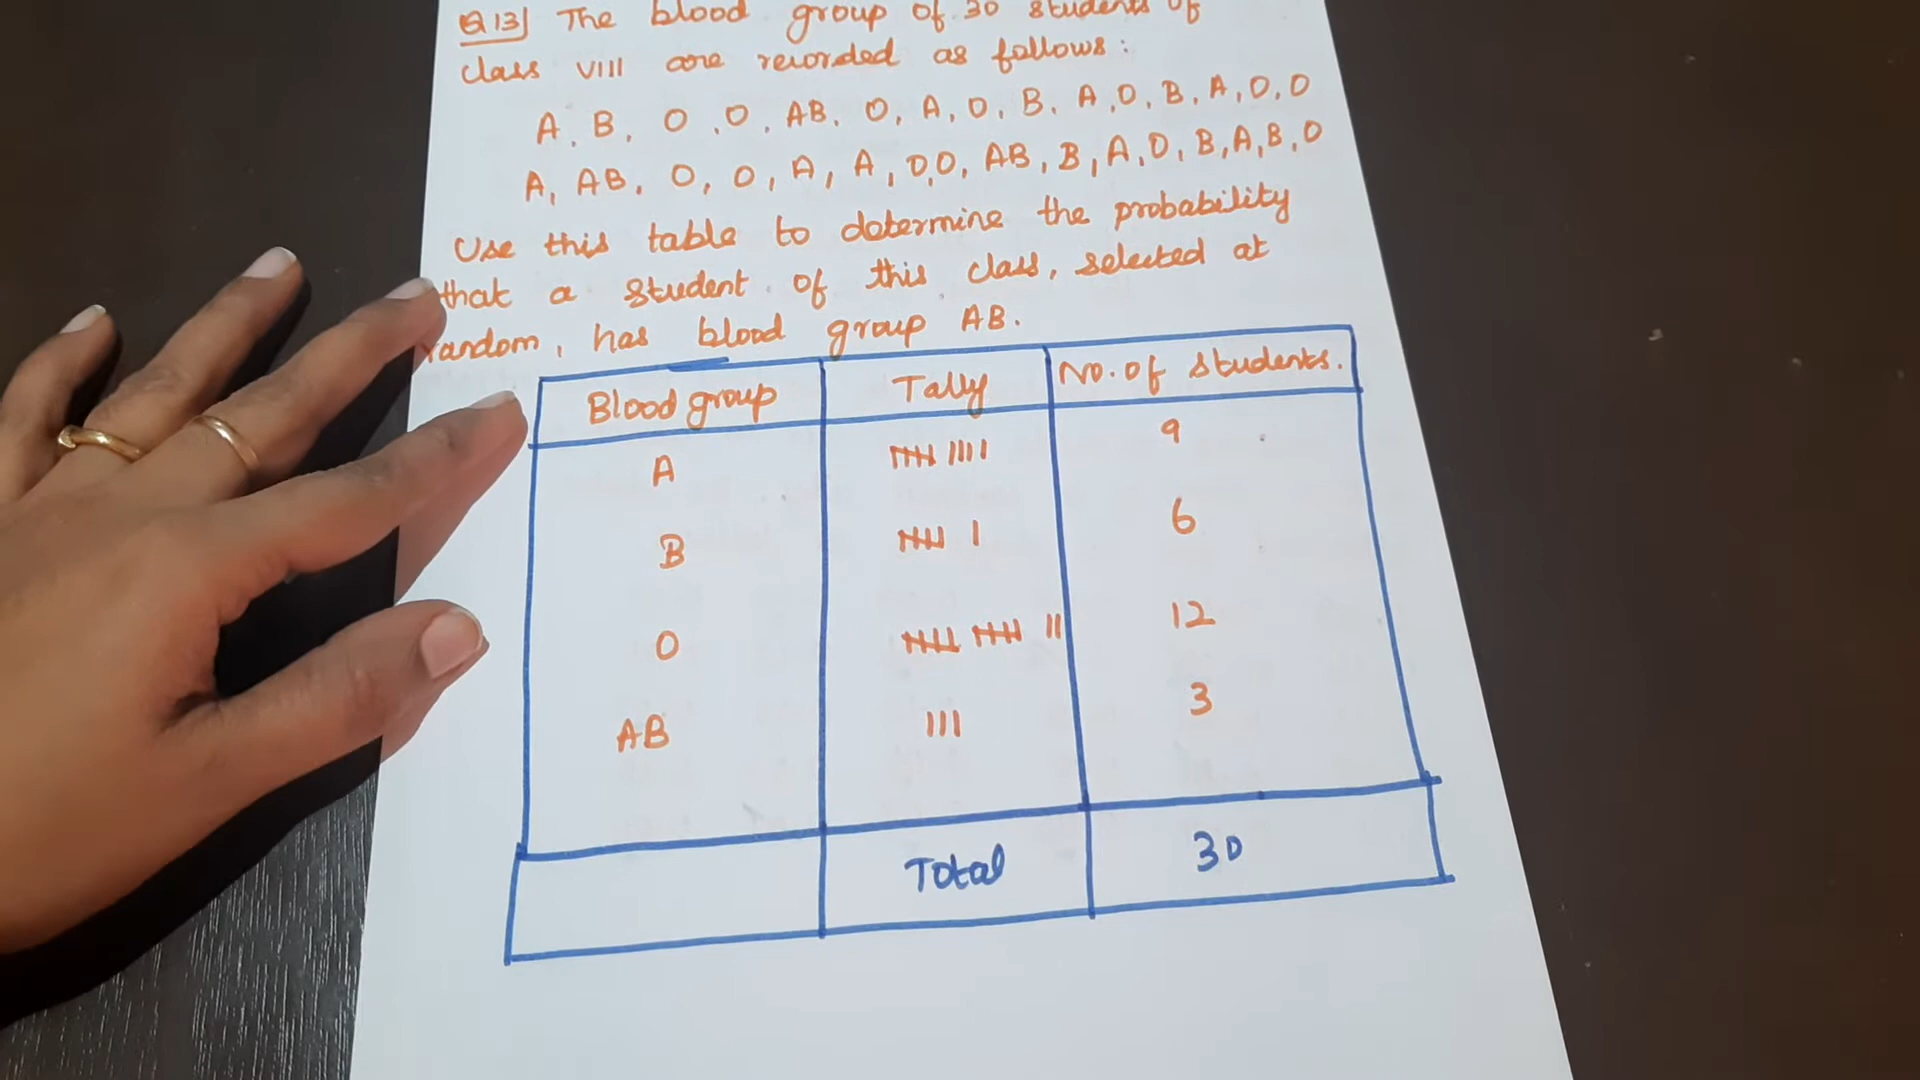 Q 13] The blood group of 30 students of
class VIII are recorded as follows:
A, B, O, O, AB, O, A, O, B, A, O, B, A, O, O
A, AB, O, O, A, A, O, O, AB, B, A, O, B, A, B, O
Use this table to determine the probability
that a student of this class, selected at
random, has blood group AB.
Blood group Tally No. of students.
A 𝍸 |||| 9
B 𝍸 | 6
O 𝍸 𝍸 || 12
AB ||| 3
Total 30